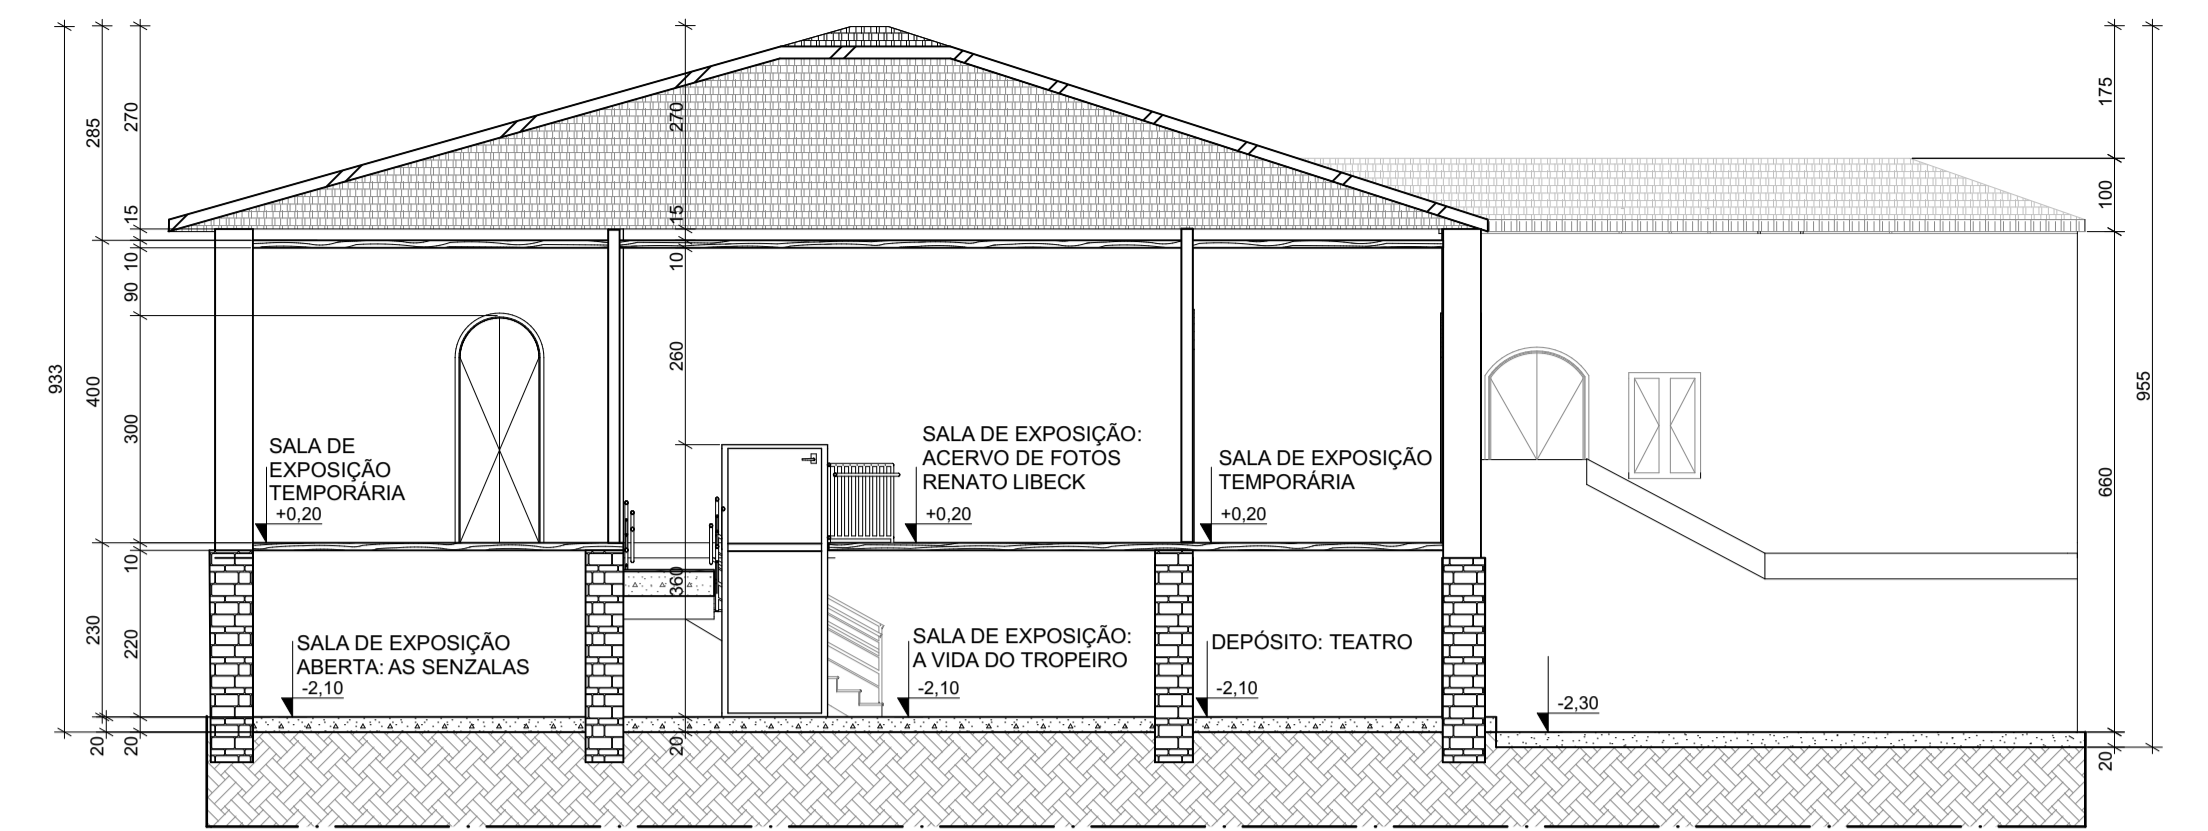 933
285
400
230
20
270
15
10
90
300
10
220
20
270
15
10
260
360
20
SALA DE
EXPOSIÇÃO
TEMPORÁRIA
+0,20
SALA DE EXPOSIÇÃO:
ACERVO DE FOTOS
RENATO LIBECK
+0,20
SALA DE EXPOSIÇÃO
TEMPORÁRIA
+0,20
SALA DE EXPOSIÇÃO
ABERTA: AS SENZALAS
-2,10
SALA DE EXPOSIÇÃO:
A VIDA DO TROPEIRO
-2,10
DEPÓSITO: TEATRO
-2,10
-2,30
175
100
660
20
955